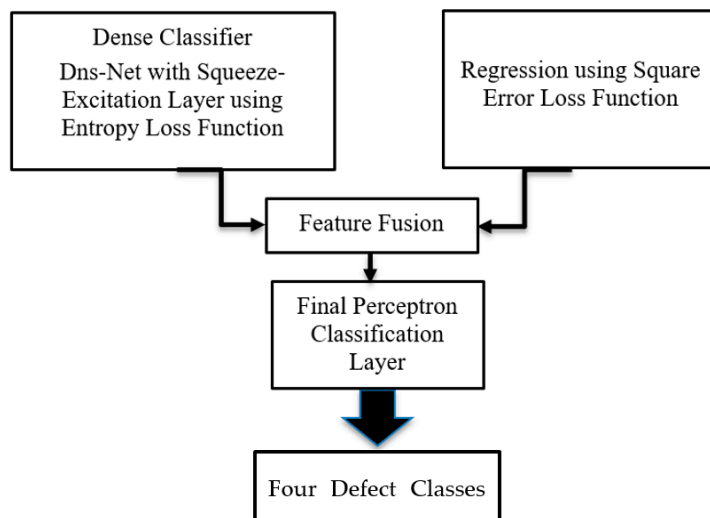 Dense Classifier
Dns-Net with Squeeze-
Excitation Layer using
Entropy Loss Function
Regression using Square
Error Loss Function
Feature Fusion
Final Perceptron
Classification
Layer
Four Defect Classes